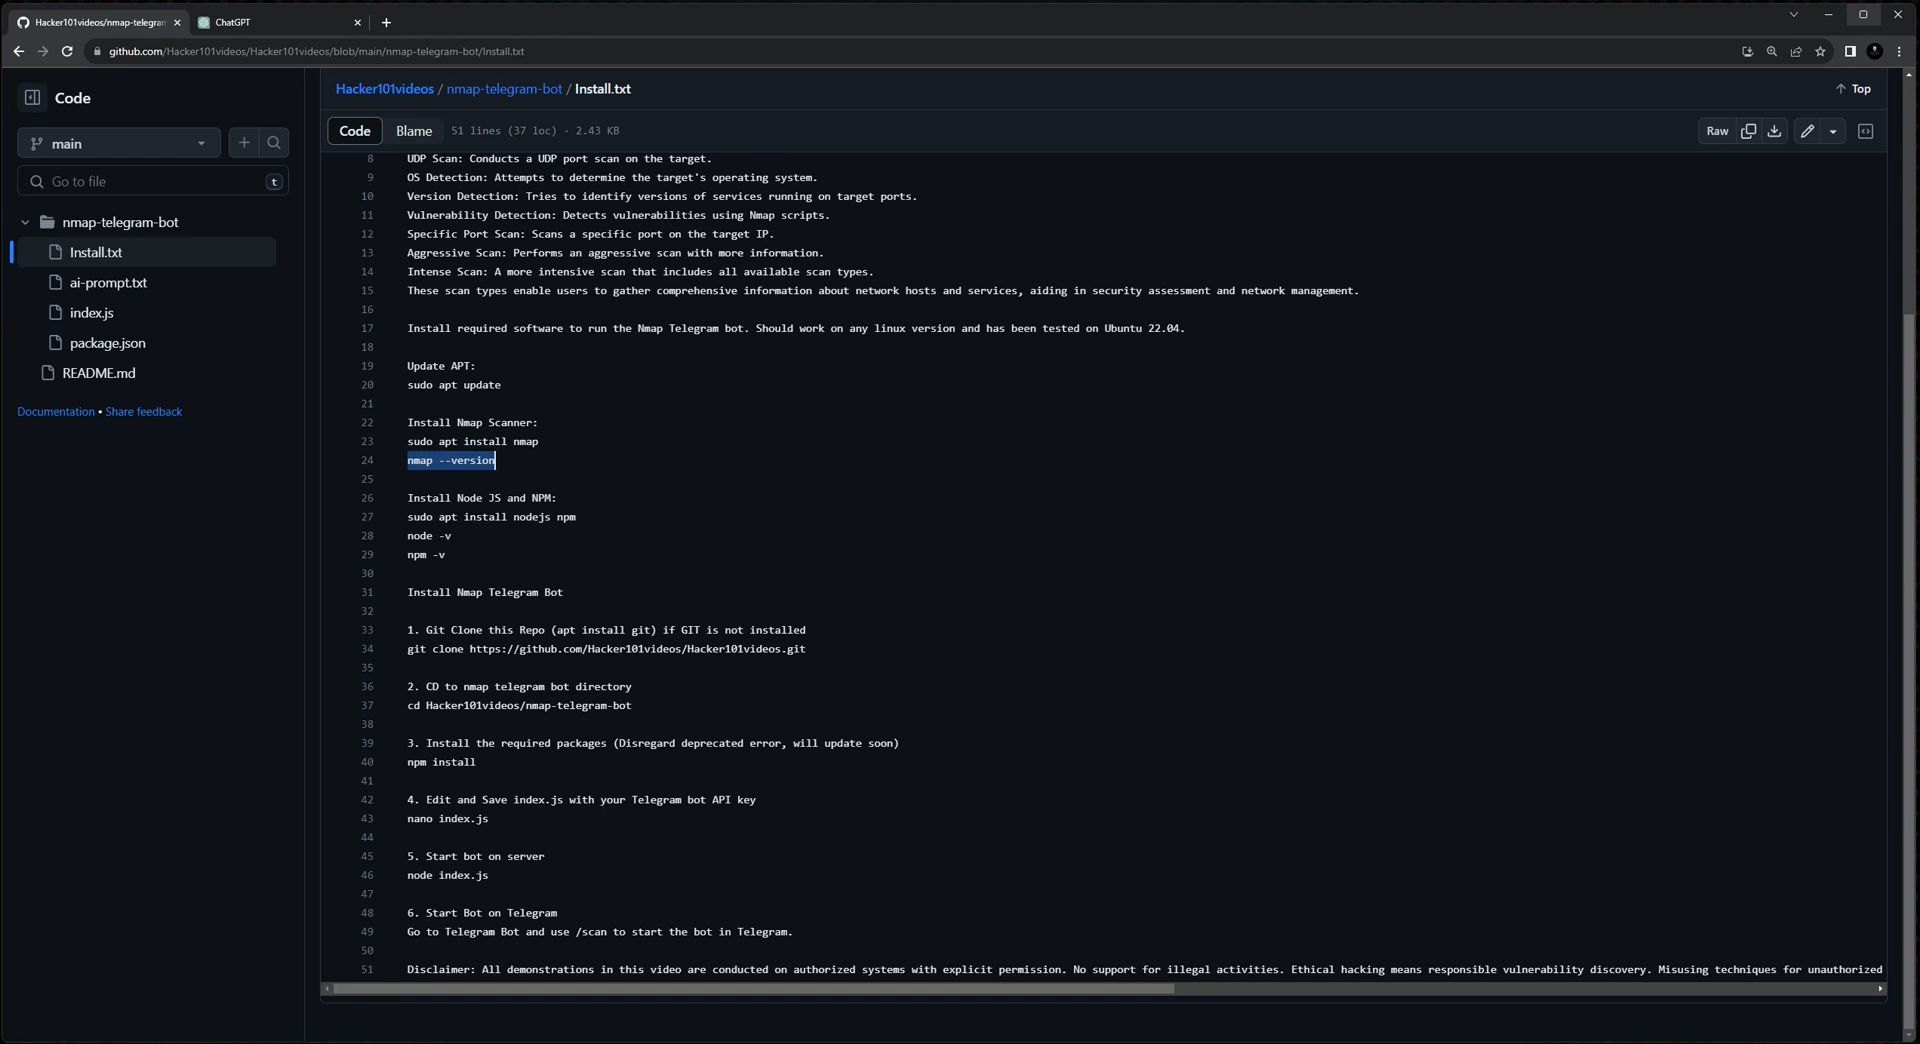 Hacker101videos/nmap-telegram
ChatGPT
github.com/Hacker101videos/Hacker101videos/blob/main/nmap-telegram-bot/Install.txt
Code
Hacker101videos / nmap-telegram-bot / Install.txt
Top
main
Code
Blame
51 lines (37 loc) · 2.43 KB
Raw
Go to file
t
nmap-telegram-bot
Install.txt
ai-prompt.txt
index.js
package.json
README.md
Documentation • Share feedback
8 UDP Scan: Conducts a UDP port scan on the target.
9 OS Detection: Attempts to determine the target's operating system.
10 Version Detection: Tries to identify versions of services running on target ports.
11 Vulnerability Detection: Detects vulnerabilities using Nmap scripts.
12 Specific Port Scan: Scans a specific port on the target IP.
13 Aggressive Scan: Performs an aggressive scan with more information.
14 Intense Scan: A more intensive scan that includes all available scan types.
15 These scan types enable users to gather comprehensive information about network hosts and services, aiding in security assessment and network management.
16
17 Install required software to run the Nmap Telegram bot. Should work on any linux version and has been tested on Ubuntu 22.04.
18
19 Update APT:
20 sudo apt update
21
22 Install Nmap Scanner:
23 sudo apt install nmap
24 nmap --version
25
26 Install Node JS and NPM:
27 sudo apt install nodejs npm
28 node -v
29 npm -v
30
31 Install Nmap Telegram Bot
32
33 1. Git Clone this Repo (apt install git) if GIT is not installed
34 git clone https://github.com/Hacker101videos/Hacker101videos.git
35
36 2. CD to nmap telegram bot directory
37 cd Hacker101videos/nmap-telegram-bot
38
39 3. Install the required packages (Disregard deprecated error, will update soon)
40 npm install
41
42 4. Edit and Save index.js with your Telegram bot API key
43 nano index.js
44
45 5. Start bot on server
46 node index.js
47
48 6. Start Bot on Telegram
49 Go to Telegram Bot and use /scan to start the bot in Telegram.
50
51 Disclaimer: All demonstrations in this video are conducted on authorized systems with explicit permission. No support for illegal activities. Ethical hacking means responsible vulnerability discovery. Misusing techniques for unauthorized